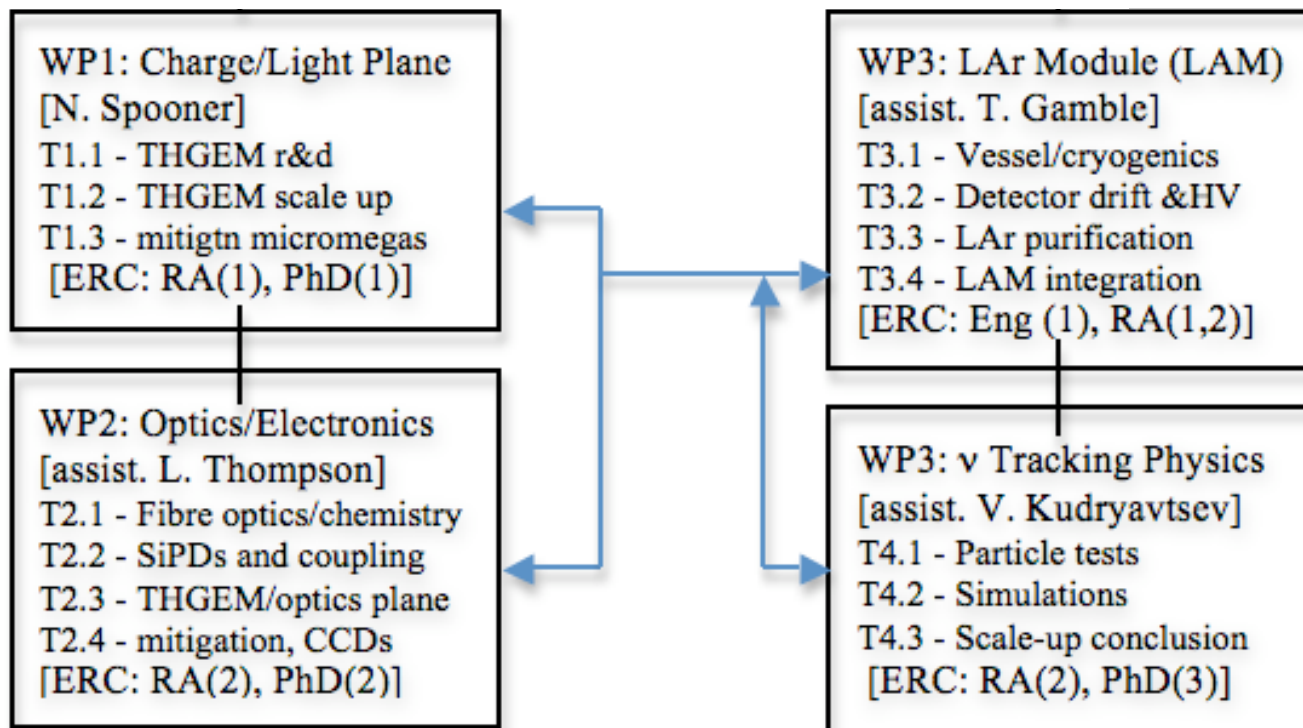 WP1: Charge/Light Plane
[N. Spooner]
T1.1 - THGEM r&d
T1.2 - THGEM scale up
T1.3 - mitigtn micromegas
[ERC: RA(1), PhD(1)]
WP2: Optics/Electronics
[assist. L. Thompson]
T2.1 - Fibre optics/chemistry
T2.2 - SiPDs and coupling
T2.3 - THGEM/optics plane
T2.4 - mitigation, CCDs
[ERC: RA(2), PhD(2)]
WP3: LAr Module (LAM)
[assist. T. Gamble]
T3.1 - Vessel/cryogenics
T3.2 - Detector drift &HV
T3.3 - LAr purification
T3.4 - LAM integration
[ERC: Eng (1), RA(1,2)]
WP3: ν Tracking Physics
[assist. V. Kudryavtsev]
T4.1 - Particle tests
T4.2 - Simulations
T4.3 - Scale-up conclusion
[ERC: RA(2), PhD(3)]